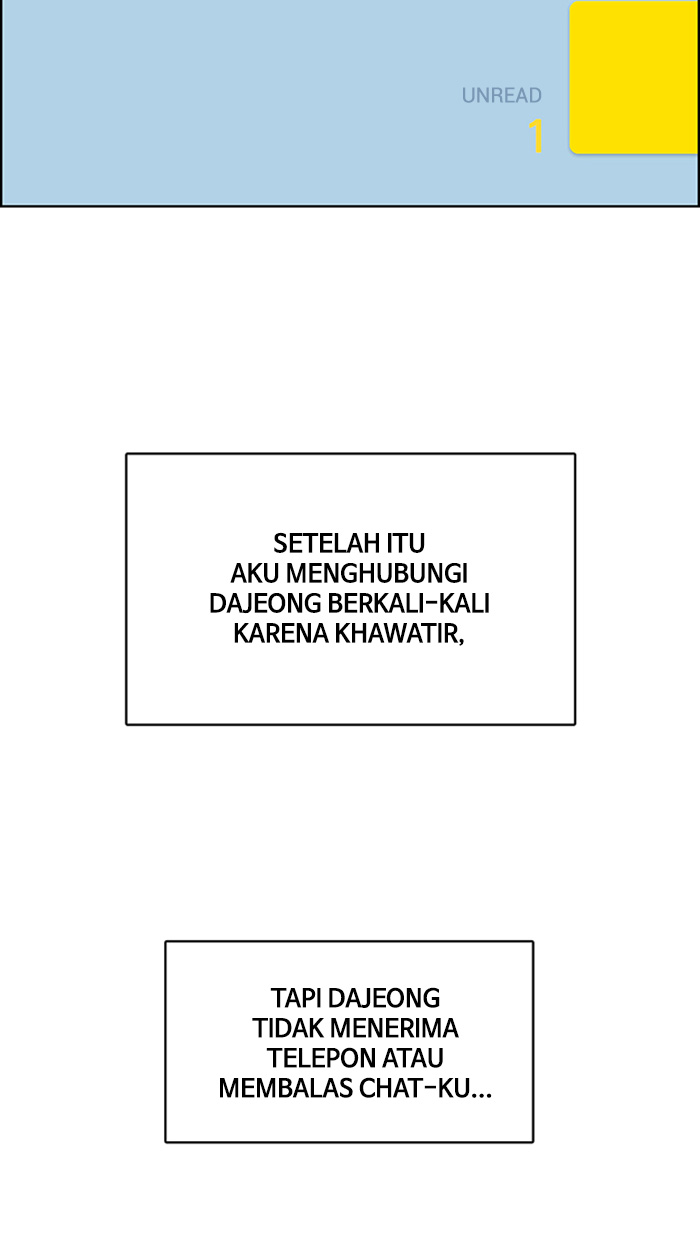 UNREAD
1
SETELAH ITU
AKU MENGHUBUNGI
DAJEONG BERKALI-KALI
KARENA KHAWATIR,
TAPI DAJEONG
TIDAK MENERIMA
TELEPON ATAU
MEMBALAS CHAT-KU...